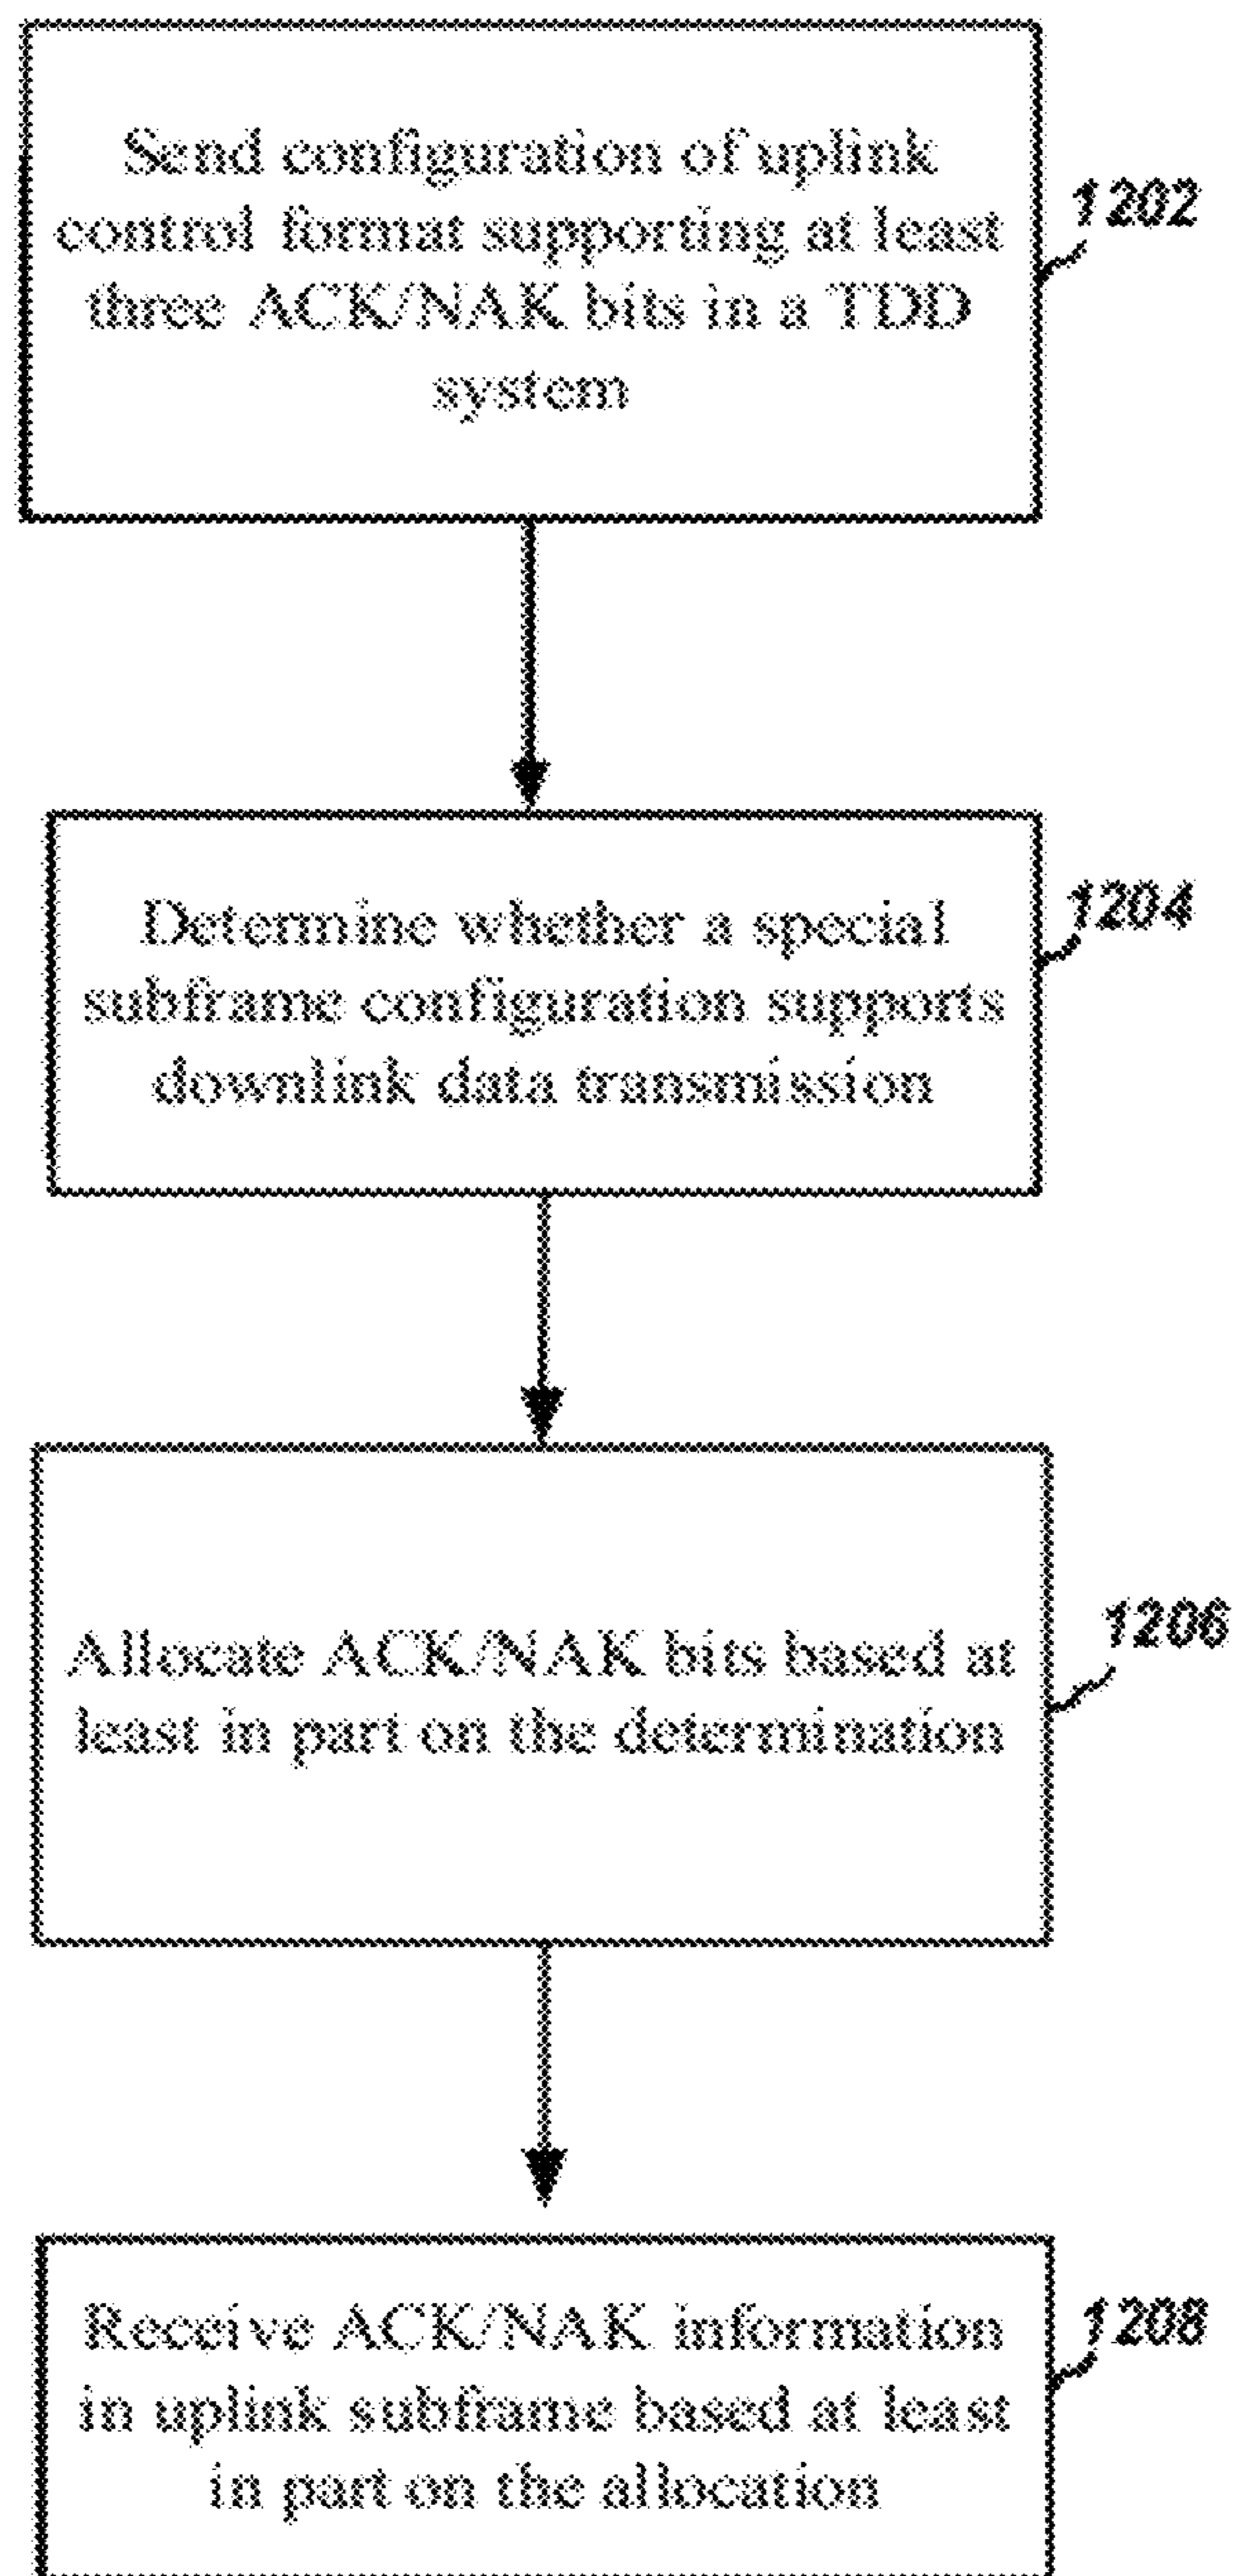 Send configuration of uplink
control format supporting at least
three ACK/NAK bits in a TDD
system
1202
Determine whether a special
subframe configuration supports
downlink data transmission
1204
Allocate ACK/NAK bits based at
least in part on the determination
1206
Receive ACK/NAK information
in uplink subframe based at least
in part on the allocation
1208